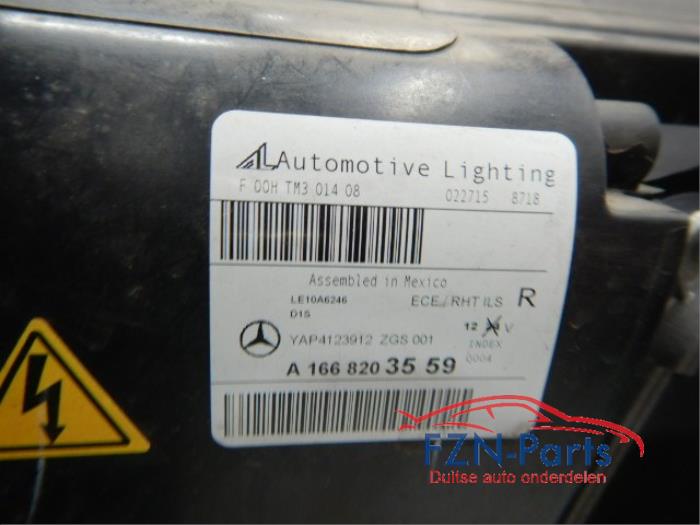 AL Automotive Lighting
F 00H TM3 014 08 022715 8718
Assembled in Mexico
LE10A6246 ECE/RHT ILS R
D1S
YAP4123912 ZGS 001 12 V
INDEX
0004
A 166 820 35 59
FZN-Parts
Duitse auto onderdelen